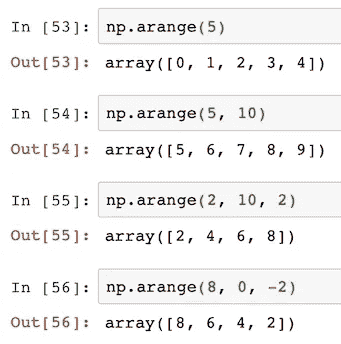 In [53]: np.arange(5)
Out[53]: array([0, 1, 2, 3, 4])
In [54]: np.arange(5, 10)
Out[54]: array([5, 6, 7, 8, 9])
In [55]: np.arange(2, 10, 2)
Out[55]: array([2, 4, 6, 8])
In [56]: np.arange(8, 0, -2)
Out[56]: array([8, 6, 4, 2])